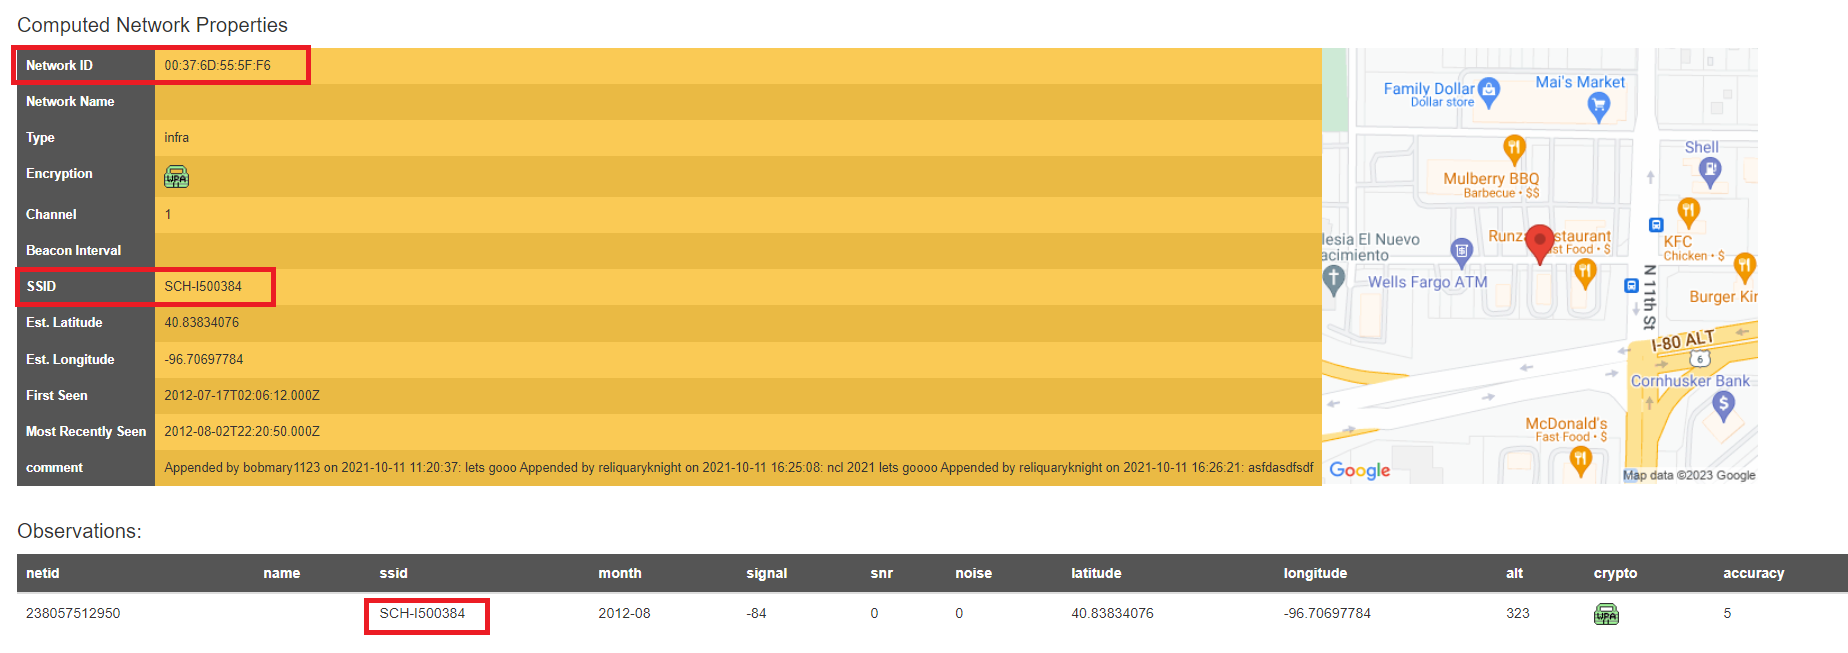 Computed Network Properties
Network ID 00:37:6D:55:5F:F6
Network Name
Type infra
Encryption WPA
Channel 1
Beacon Interval
SSID SCH-I500384
Est. Latitude 40.83834076
Est. Longitude -96.70697784
First Seen 2012-07-17T02:06:12.000Z
Most Recently Seen 2012-08-02T22:20:50.000Z
comment Appended by bobmary1123 on 2021-10-11 11:20:37: lets gooo Appended by reliquaryknight on 2021-10-11 16:25:08: ncl 2021 lets goooo Appended by reliquaryknight on 2021-10-11 16:26:21: asfdasdfsdf
Family Dollar
Dollar store
Mai's Market
Shell
Mulberry BBQ
Barbecue • $$
lesia El Nuevo
acimiento
Runz staurant
st Food • $
KFC
Chicken • $
Wells Fargo ATM
N 11th St
Burger Kir
I-80 ALT
6
Cornhusker Bank
McDonald's
Fast Food • $
Google
Map data ©2023 Google
Observations:
netid name ssid month signal snr noise latitude longitude alt crypto accuracy
238057512950 SCH-I500384 2012-08 -84 0 0 40.83834076 -96.70697784 323 WPA 5